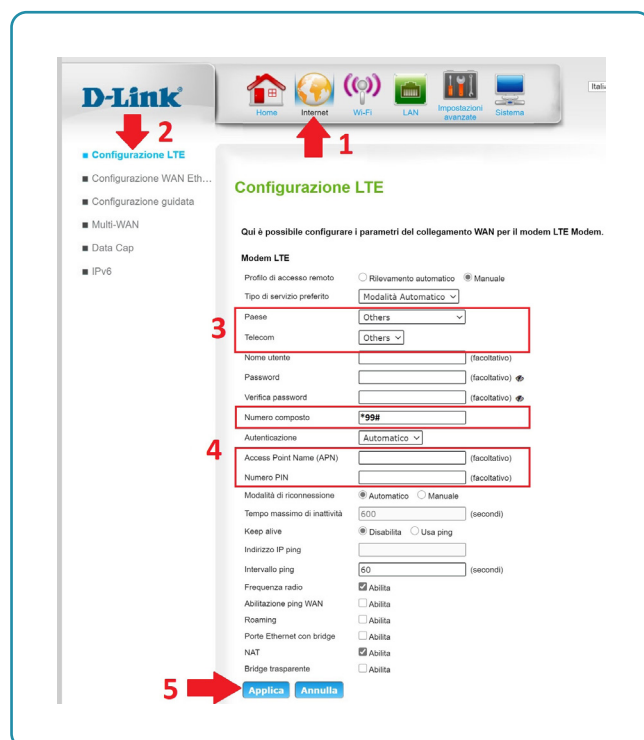 D-Link
Home
Internet
Wi-Fi
LAN
Impostazioni
avanzate
Sistema
2
1
Configurazione LTE
Configurazione WAN Eth...
Configurazione guidata
Multi-WAN
Data Cap
IPv6
Configurazione LTE
Qui è possibile configurare i parametri del collegamento WAN per il modem LTE Modem.
Modem LTE
Profilo di accesso remoto Rilevamento automatico Manuale
Tipo di servizio preferito Modalità Automatico
3
Paese Others
Telecom Others
Nome utente (facoltativo)
Password (facoltativo)
Verifica password (facoltativo)
Numero composto *99#
Autenticazione Automatico
4
Access Point Name (APN) (facoltativo)
Numero PIN (facoltativo)
Modalità di riconnessione Automatico Manuale
Tempo massimo di inattività 600 (secondi)
Keep alive Disabilita Usa ping
Indirizzo IP ping
Intervallo ping 60 (secondi)
Frequenza radio Abilita
Abilitazione ping WAN Abilita
Roaming Abilita
Porte Ethernet con bridge Abilita
NAT Abilita
Bridge trasparente Abilita
5
Applica Annulla